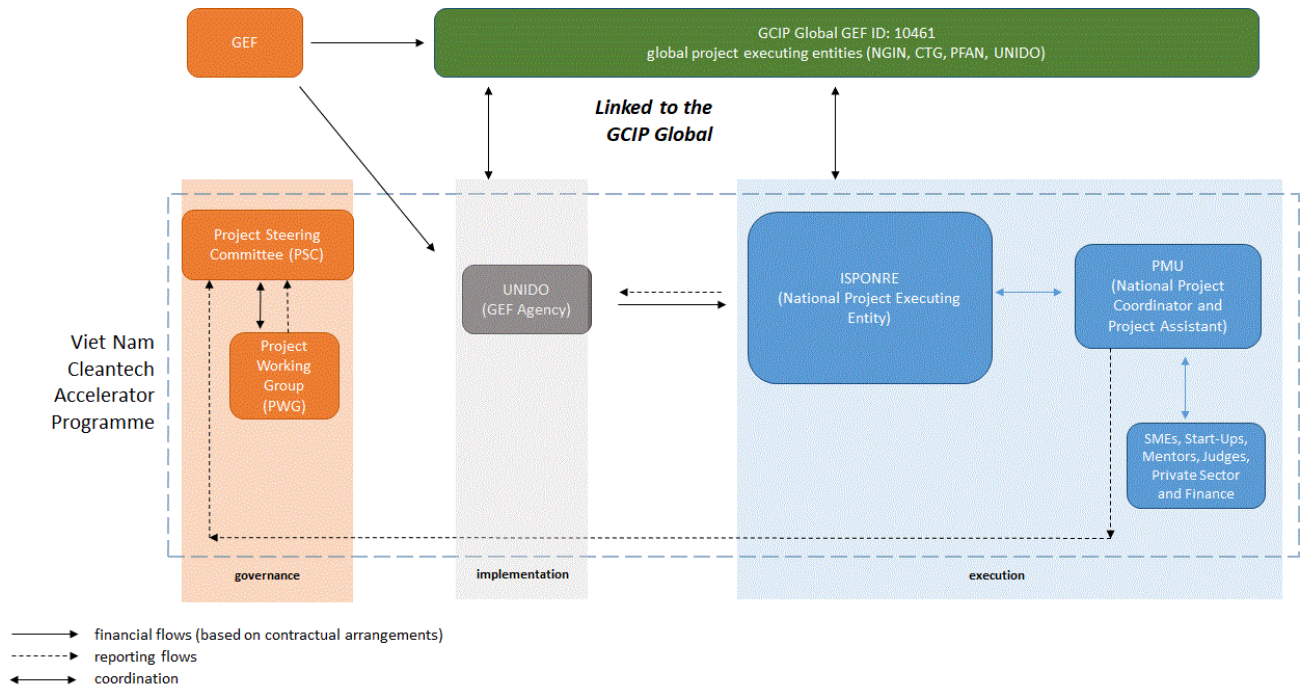 GEF
GCIP Global GEF ID: 10461
global project executing entities (NGIN, CTG, PFAN, UNIDO)
Linked to the
GCIP Global
Project Steering
Committee (PSC)
Project
Working
Group
(PWG)
Viet Nam
Cleantech
Accelerator
Programme
UNIDO
(GEF Agency)
ISPONRE
(National Project Executing
Entity)
PMU
(National Project
Coordinator and
Project Assistant)
SMEs, Start-Ups,
Mentors, Judges,
Private Sector
and Finance
governance
implementation
execution
financial flows (based on contractual arrangements)
reporting flows
coordination